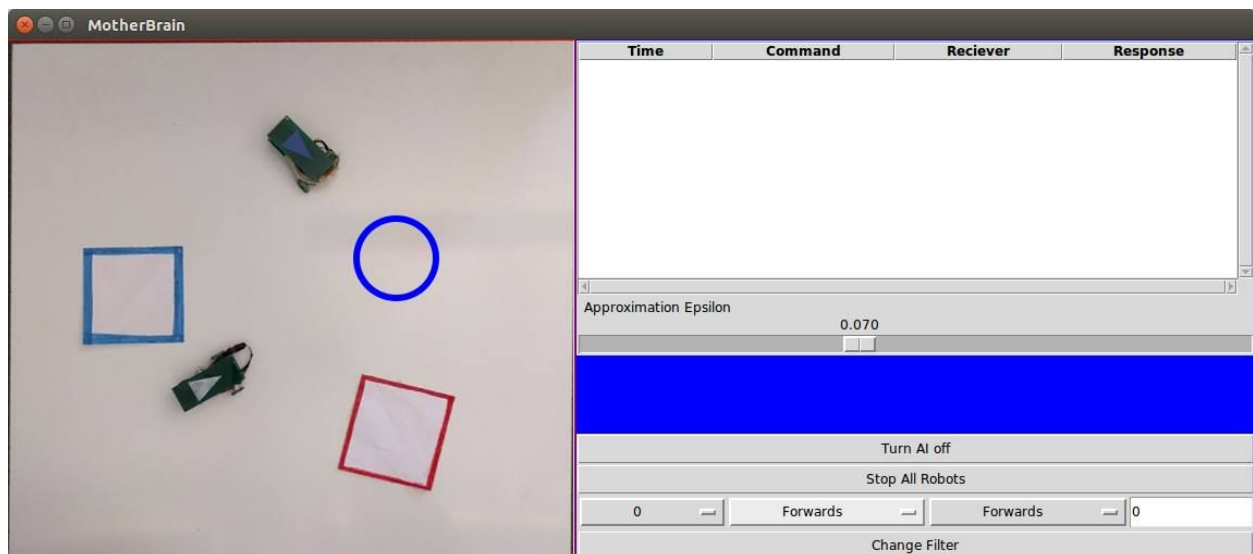 MotherBrain
Time Command Reciever Response
Approximation Epsilon
0.070
Turn AI off
Stop All Robots
0 Forwards Forwards 0
Change Filter